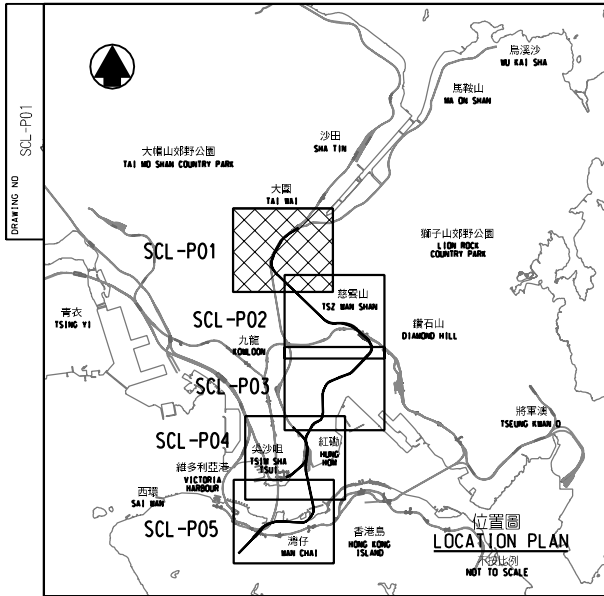 DRAWING NO SCL-P01
烏溪沙
WU KAI SHA
馬鞍山
MA ON SHAN
沙田
SHA TIN
大帽山郊野公園
TAI MO SHAN COUNTRY PARK
大圍
TAI WAI
獅子山郊野公園
LION ROCK
COUNTRY PARK
SCL-P01
慈雲山
TSZ WAN SHAN
青衣
TSING YI
SCL-P02
鑽石山
DIAMOND HILL
九龍
KOWLOON
SCL-P03
將軍澳
TSEUNG KWAN O
SCL-P04
尖沙咀
TSIM SHA
TSUI
紅磡
HUNG
HOM
維多利亞港
VICTORIA
HARBOUR
西環
SAI WAN
SCL-P05
灣仔
WAN CHAI
香港島
HONG KONG
ISLAND
位置圖
LOCATION PLAN
不按比例
NOT TO SCALE